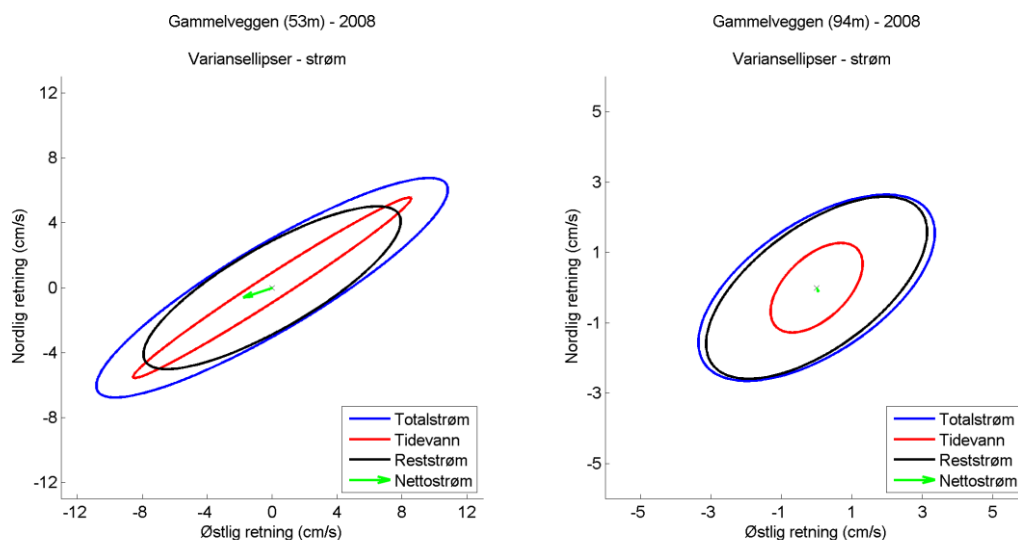 Gammelveggen (53m) - 2008
Variansellipser - strøm
12
8
4
0
-4
-8
-12
-12
-8
-4
0
4
8
12
Nordlig retning (cm/s)
Østlig retning (cm/s)
Totalstrøm
Tidevann
Reststrøm
Nettostrøm
Gammelveggen (94m) - 2008
Variansellipser - strøm
5
3
1
-1
-3
-5
-5
-3
-1
1
3
5
Nordlig retning (cm/s)
Østlig retning (cm/s)
Totalstrøm
Tidevann
Reststrøm
Nettostrøm